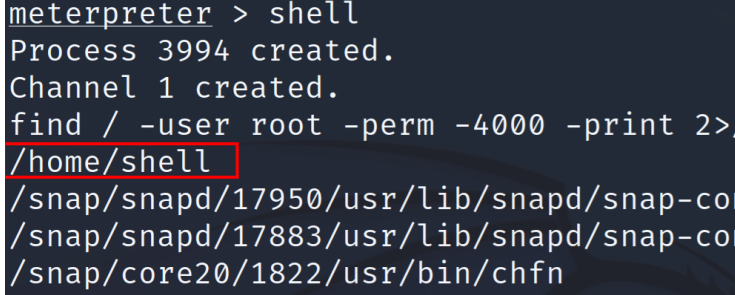 meterpreter > shell
Process 3994 created.
Channel 1 created.
find / -user root -perm -4000 -print 2>/
/home/shell
/snap/snapd/17950/usr/lib/snapd/snap-co
/snap/snapd/17883/usr/lib/snapd/snap-co
/snap/core20/1822/usr/bin/chfn